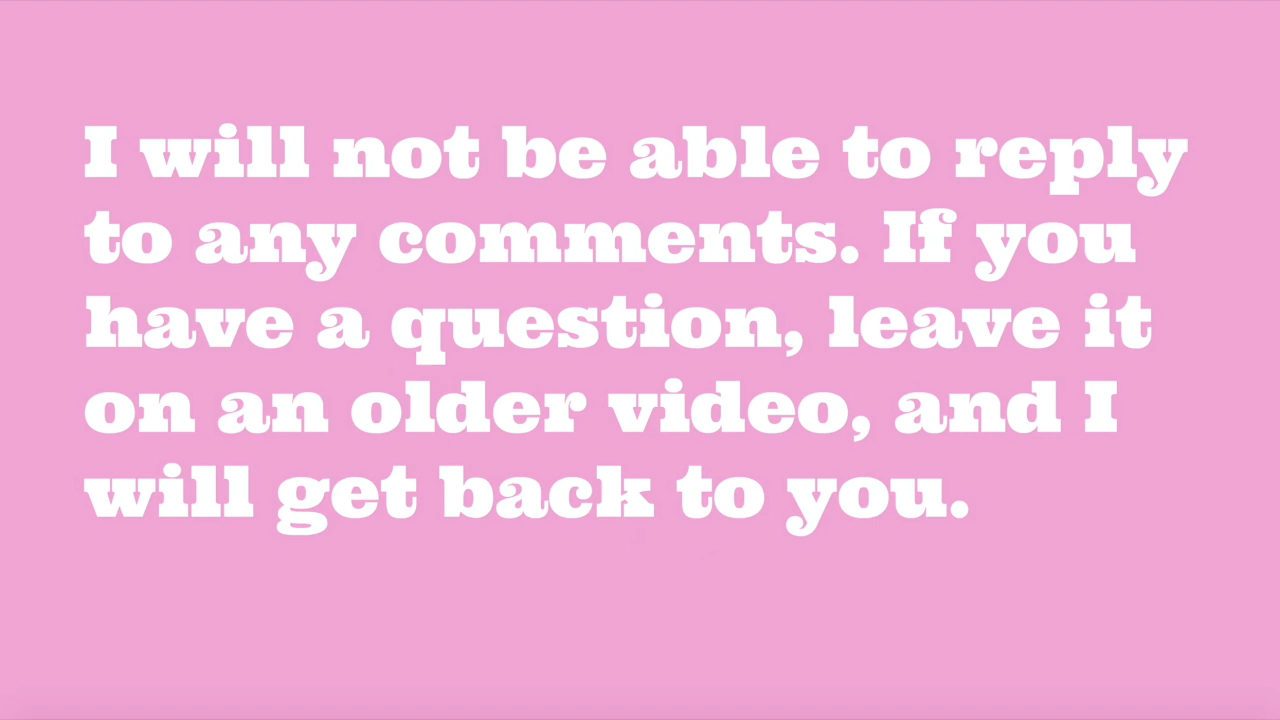 I will not be able to reply
to any comments. If you
have a question, leave it
on an older video, and I
will get back to you.